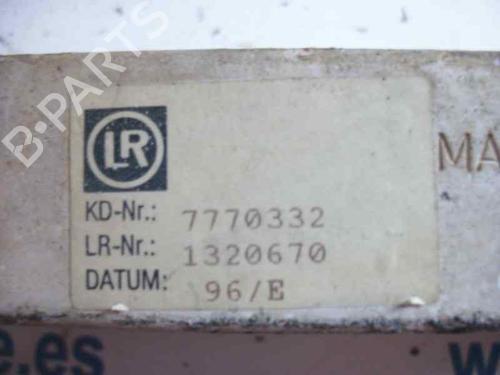 B-PARTS
LR
MA
KD-Nr.: 7770332
LR-Nr.: 1320670
DATUM: 96/E
e.es
w